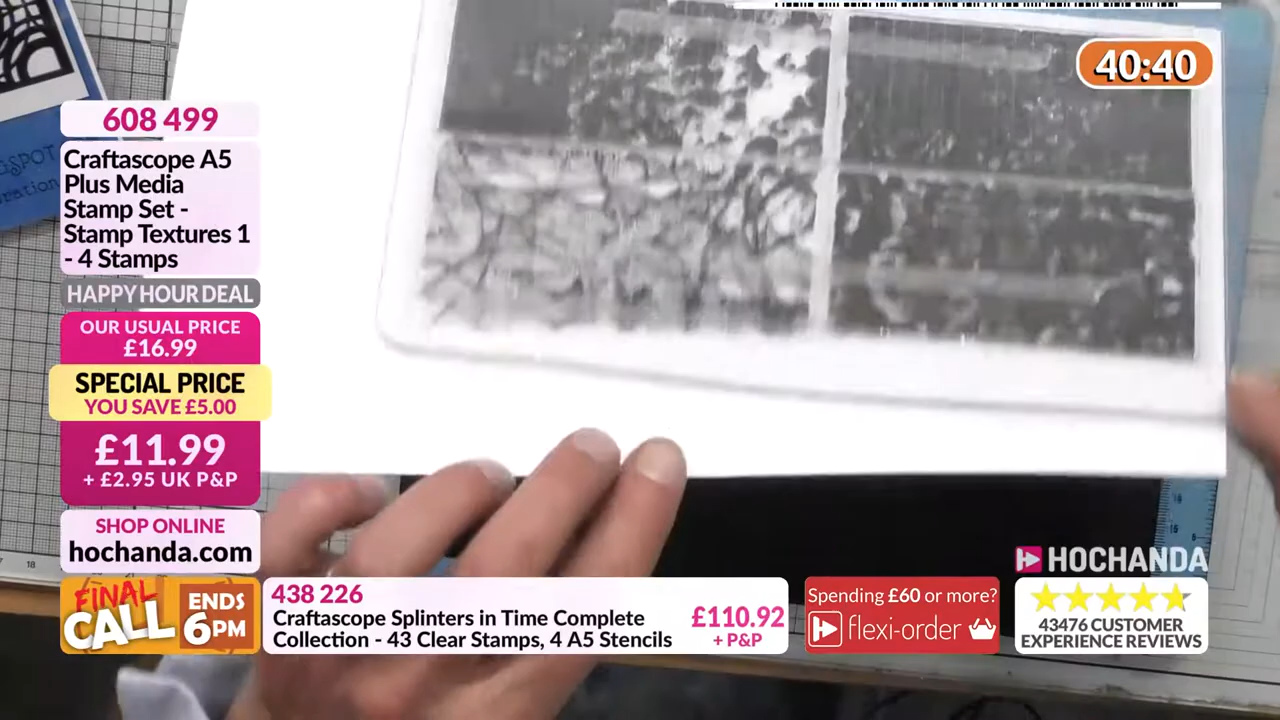 40:40
608 499
Craftascope A5
Plus Media
Stamp Set -
Stamp Textures 1
- 4 Stamps
HAPPY HOUR DEAL
OUR USUAL PRICE
£16.99
SPECIAL PRICE
YOU SAVE £5.00
£11.99
+ £2.95 UK P&P
SHOP ONLINE
hochanda.com
FINAL
CALL
ENDS
6PM
438 226
Craftascope Splinters in Time Complete
Collection - 43 Clear Stamps, 4 A5 Stencils
£110.92
+ P&P
Spending £60 or more?
flexi-order
HOCHANDA
43476 CUSTOMER
EXPERIENCE REVIEWS
18